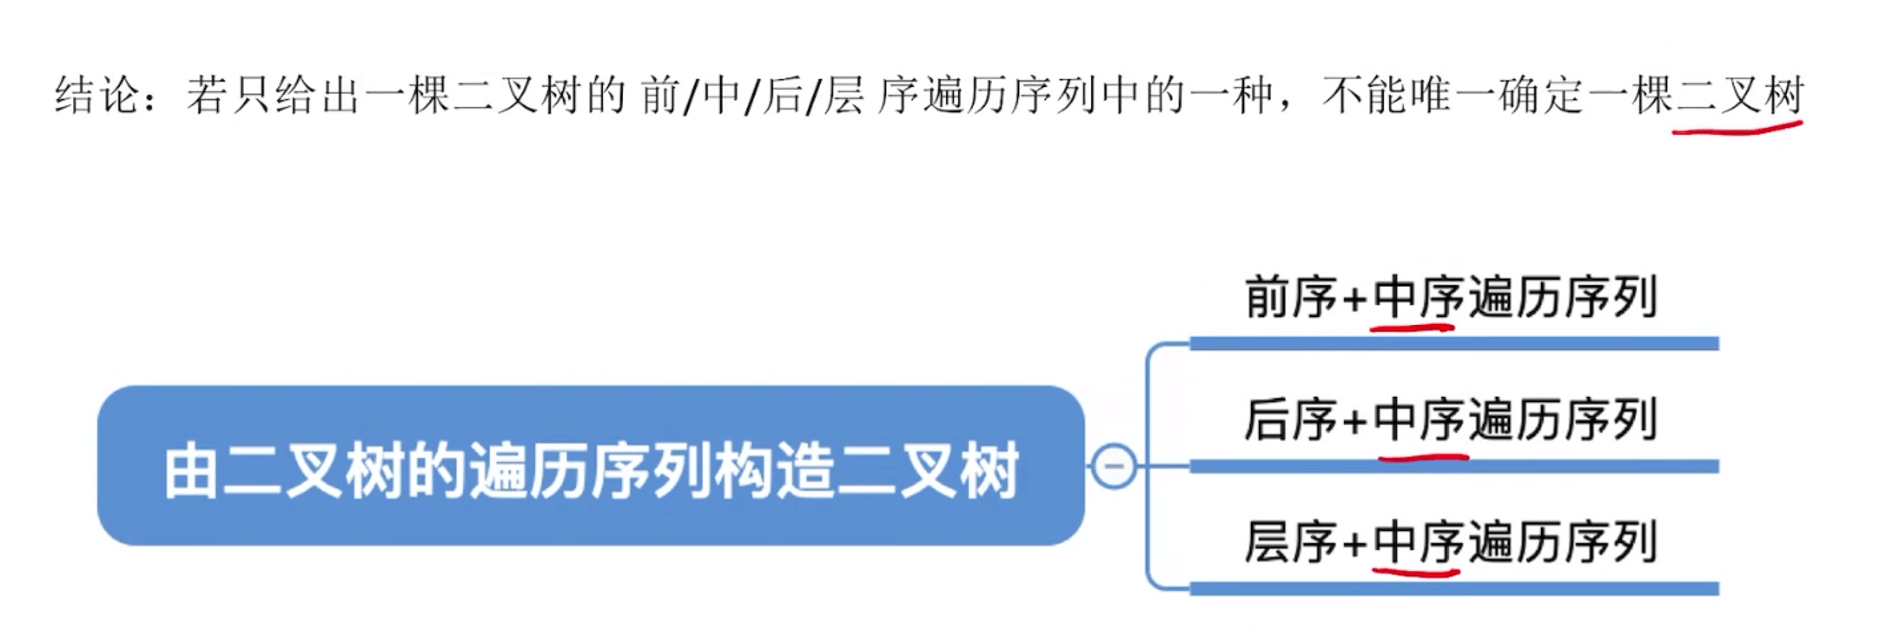 结论：若只给出一棵二叉树的 前/中/后/层 序遍历序列中的一种，不能唯一确定一棵二叉树
前序+中序遍历序列
后序+中序遍历序列
由二叉树的遍历序列构造二叉树
层序+中序遍历序列